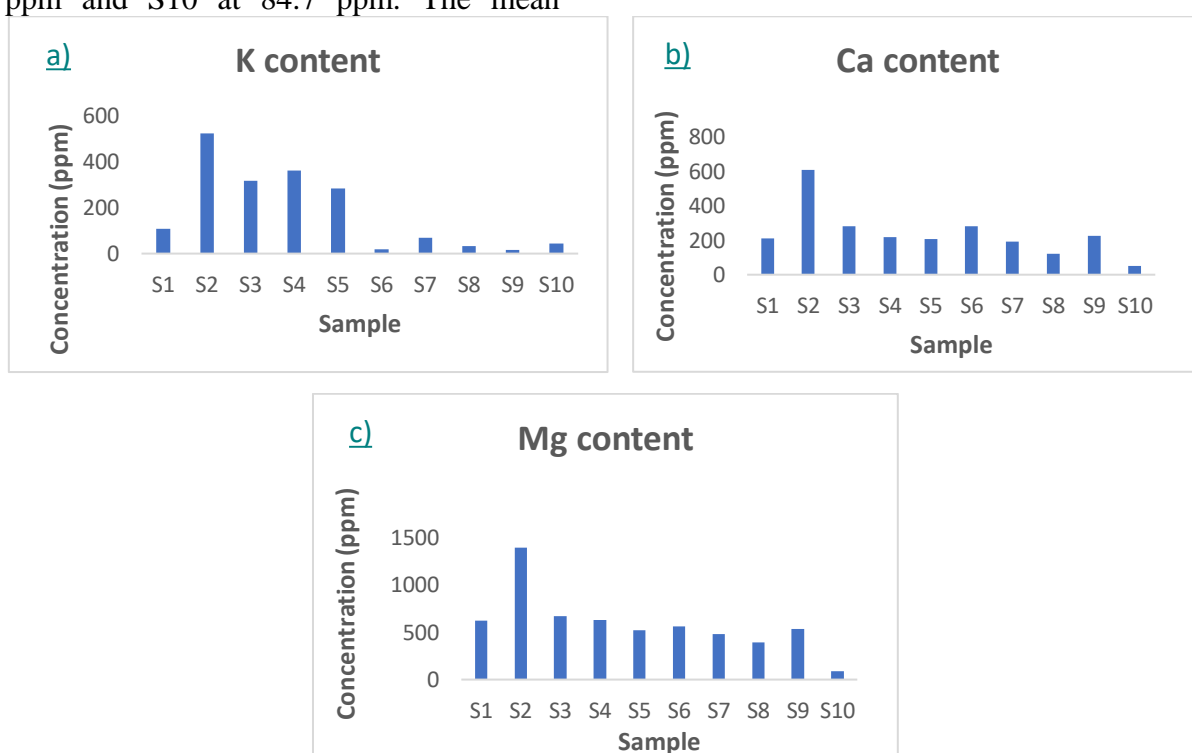 ppm and S10 at 84.7 ppm. The mean
a)
K content
Concentration (ppm)
600
400
200
0
S1 S2 S3 S4 S5 S6 S7 S8 S9 S10
Sample
b)
Ca content
Concentration (ppm)
800
600
400
200
0
S1 S2 S3 S4 S5 S6 S7 S8 S9 S10
Sample
c)
Mg content
Concentration (ppm)
1500
1000
500
0
S1 S2 S3 S4 S5 S6 S7 S8 S9 S10
Sample